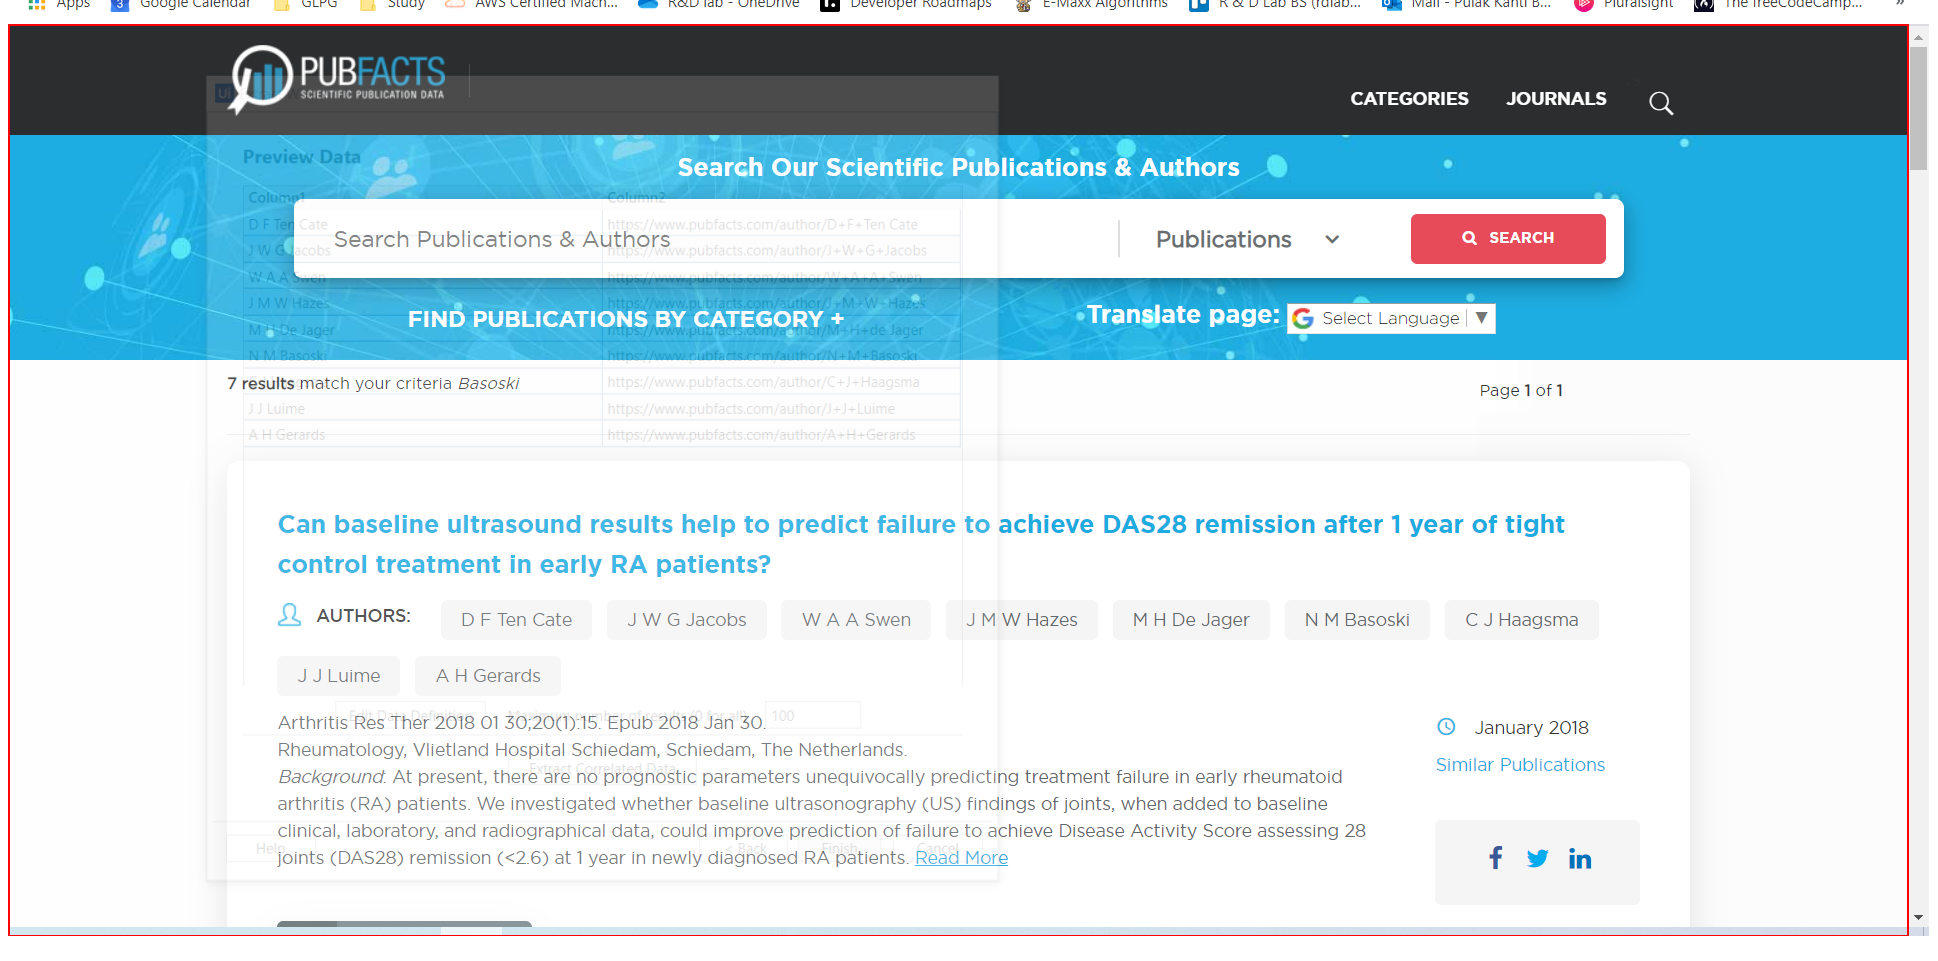 Apps Google Calendar GLPG Study AWS Certified Mach... R&D lab - OneDrive Developer Roadmaps E-Maxx Algorithms R & D Lab BS (rdlab... Mail - Pulak Kanti B... Pluralsight The freeCodeCamp... »
PUBFACTS
SCIENTIFIC PUBLICATION DATA
CATEGORIES JOURNALS
Search Our Scientific Publications & Authors
Search Publications & Authors Publications SEARCH
FIND PUBLICATIONS BY CATEGORY +
Translate page: Select Language ▼
7 results match your criteria Basoski
Page 1 of 1
Preview Data
Column1 Column2
D F Ten Cate https://www.pubfacts.com/author/D+F+Ten Cate
J W G Jacobs https://www.pubfacts.com/author/J+W+G+Jacobs
W A A Swen https://www.pubfacts.com/author/W+A+A+Swen
J M W Hazes https://www.pubfacts.com/author/J+M+W+Hazes
M H De Jager https://www.pubfacts.com/author/M+H+de Jager
N M Basoski https://www.pubfacts.com/author/N+M+Basoski
https://www.pubfacts.com/author/C+J+Haagsma
J J Luime https://www.pubfacts.com/author/J+J+Luime
A H Gerards https://www.pubfacts.com/author/A+H+Gerards
Can baseline ultrasound results help to predict failure to achieve DAS28 remission after 1 year of tight
control treatment in early RA patients?
AUTHORS: D F Ten Cate J W G Jacobs W A A Swen J M W Hazes M H De Jager N M Basoski C J Haagsma
J J Luime A H Gerards
Edit Data Definition Maximum number of results (0 for all) 100
Arthritis Res Ther 2018 01 30;20(1):15. Epub 2018 Jan 30.
Rheumatology, Vlietland Hospital Schiedam, Schiedam, The Netherlands.
Extract Correlated Data
Background: At present, there are no prognostic parameters unequivocally predicting treatment failure in early rheumatoid
arthritis (RA) patients. We investigated whether baseline ultrasonography (US) findings of joints, when added to baseline
clinical, laboratory, and radiographical data, could improve prediction of failure to achieve Disease Activity Score assessing 28
joints (DAS28) remission (<2.6) at 1 year in newly diagnosed RA patients. Read More
Help < Back Finish Cancel
January 2018
Similar Publications